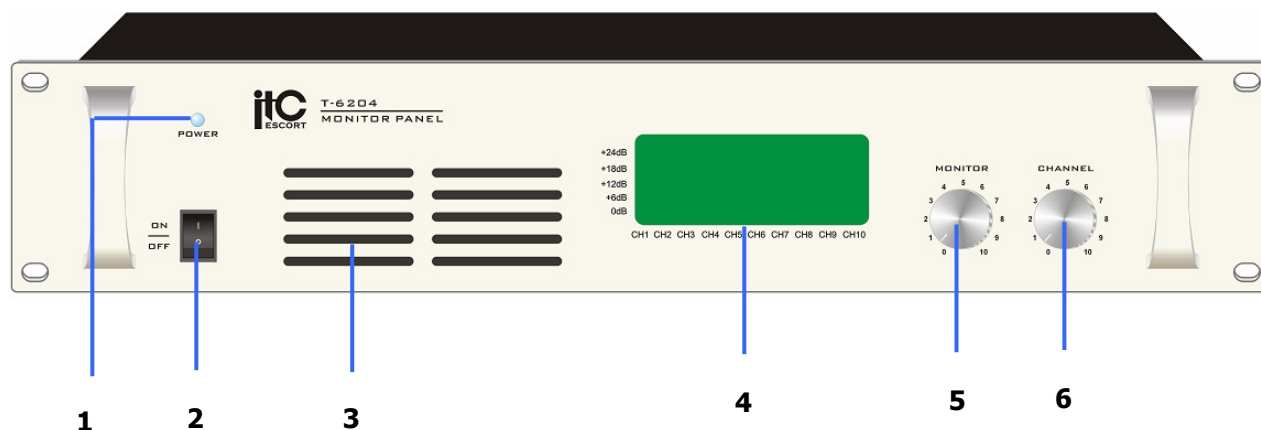 itC
ESCORT
T-6204
MONITOR PANEL
POWER
ON
OFF
I
O
+24dB
+18dB
+12dB
+6dB
0dB
CH1 CH2 CH3 CH4 CH5 CH6 CH7 CH8 CH9 CH10
MONITOR
0 1 2 3 4 5 6 7 8 9 10
CHANNEL
0 1 2 3 4 5 6 7 8 9 10
1 2 3 4 5 6